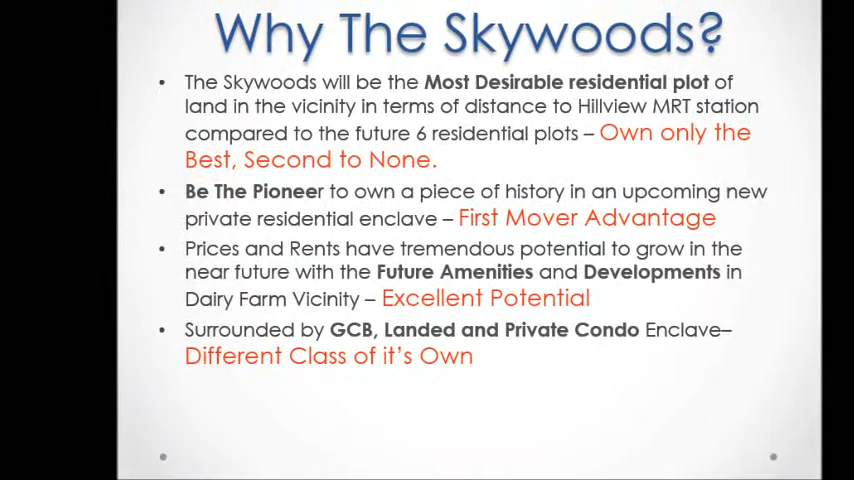 Why The Skywoods?
• The Skywoods will be the Most Desirable residential plot of
land in the vicinity in terms of distance to Hillview MRT station
compared to the future 6 residential plots – Own only the
Best, Second to None.
• Be The Pioneer to own a piece of history in an upcoming new
private residential enclave – First Mover Advantage
• Prices and Rents have tremendous potential to grow in the
near future with the Future Amenities and Developments in
Dairy Farm Vicinity – Excellent Potential
• Surrounded by GCB, Landed and Private Condo Enclave–
Different Class of it's Own